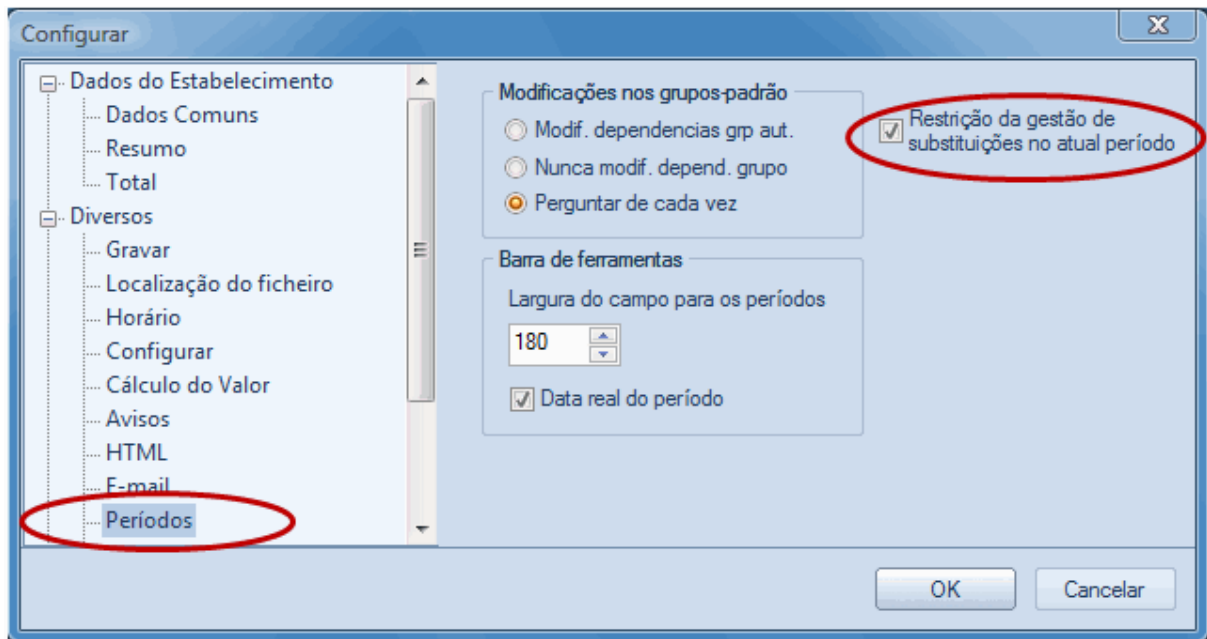 Configurar
Dados do Estabelecimento
Dados Comuns
Resumo
Total
Diversos
Gravar
Localização do ficheiro
Horário
Configurar
Cálculo do Valor
Avisos
HTML
E-mail
Períodos
Modificações nos grupos-padrão
Modif. dependencias grp aut.
Nunca modif. depend. grupo
Perguntar de cada vez
Barra de ferramentas
Largura do campo para os períodos
180
Data real do período
Restrição da gestão de
substituições no atual período
OK
Cancelar